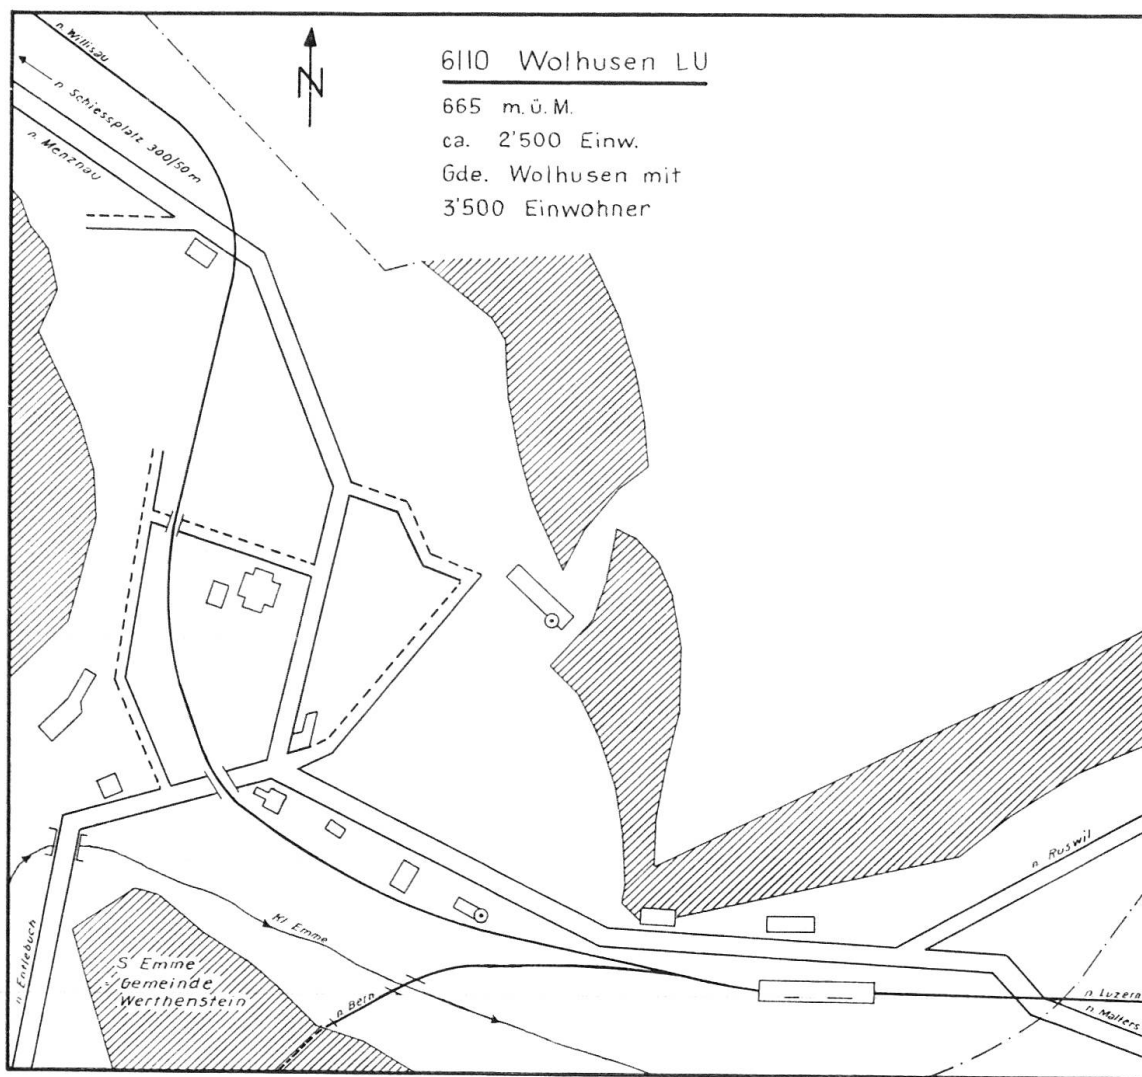 6110 Wolhusen LU
665 m.ü.M.
ca. 2'500 Einw.
Gde. Wolhusen mit
3'500 Einwohner
N
n. Willisau
n. Schiessplatz 300/50m
n. Menznau
n. Ruswil
n. Entlebuch
Kl. Emme
S Emme
Gemeinde
Werthenstein
n. Bern
n. Luzern
n. Malters